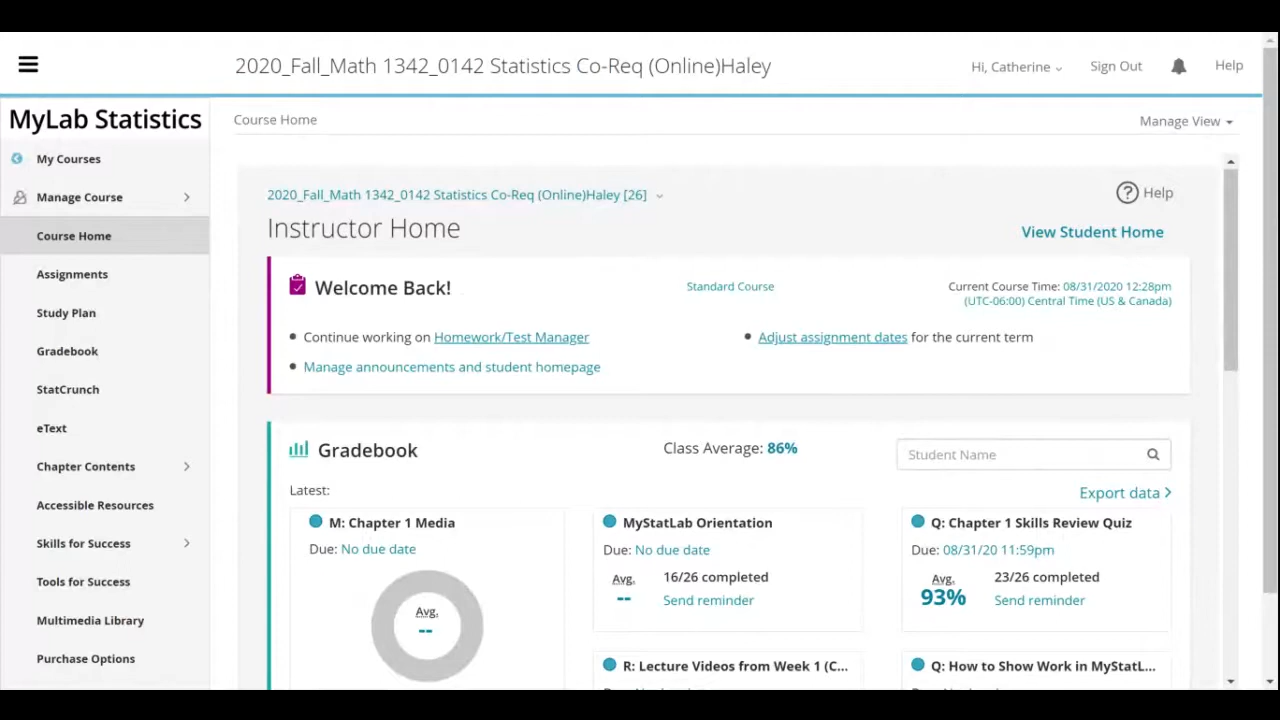 2020_Fall_Math 1342_0142 Statistics Co-Req (Online)Haley
Hi, Catherine
Sign Out
Help
MyLab Statistics
My Courses
Manage Course
Course Home
Assignments
Study Plan
Gradebook
StatCrunch
eText
Chapter Contents
Accessible Resources
Skills for Success
Tools for Success
Multimedia Library
Purchase Options
Course Home
Manage View
2020_Fall_Math 1342_0142 Statistics Co-Req (Online)Haley [26]
Help
Instructor Home
View Student Home
Welcome Back!
Standard Course
Current Course Time: 08/31/2020 12:28pm
(UTC-06:00) Central Time (US & Canada)
Continue working on Homework/Test Manager
Adjust assignment dates for the current term
Manage announcements and student homepage
Gradebook
Class Average: 86%
Student Name
Latest:
Export data
M: Chapter 1 Media
Due: No due date
Avg.
--
MyStatLab Orientation
Due: No due date
Avg.
--
16/26 completed
Send reminder
Q: Chapter 1 Skills Review Quiz
Due: 08/31/20 11:59pm
Avg.
93%
23/26 completed
Send reminder
R: Lecture Videos from Week 1 (C...
Q: How to Show Work in MyStatL...